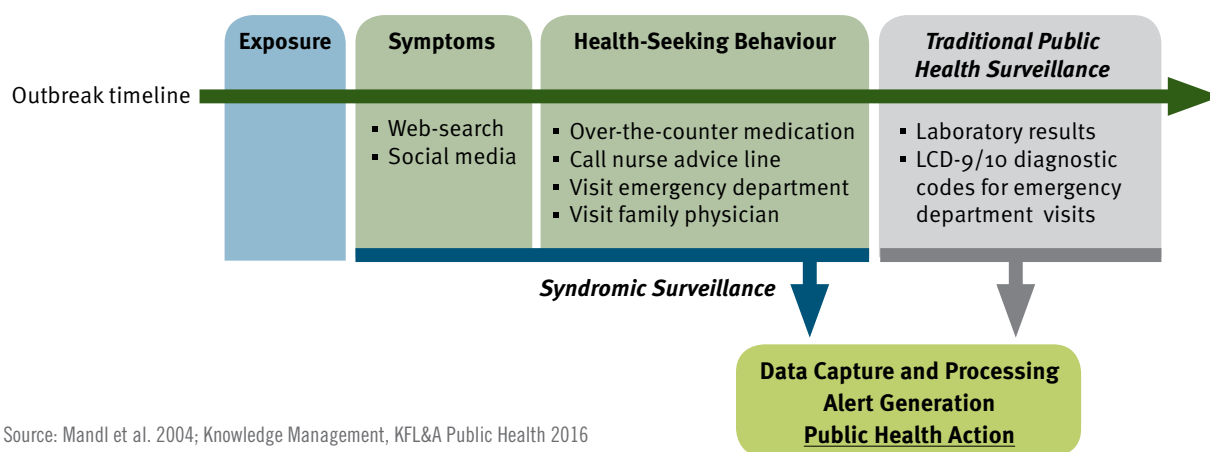 Exposure
Symptoms
Health-Seeking Behaviour
Traditional Public
Health Surveillance
Outbreak timeline
▪ Web-search
▪ Social media
▪ Over-the-counter medication
▪ Call nurse advice line
▪ Visit emergency department
▪ Visit family physician
▪ Laboratory results
▪ LCD-9/10 diagnostic
codes for emergency
department visits
Syndromic Surveillance
Data Capture and Processing
Alert Generation
Public Health Action
Source: Mandl et al. 2004; Knowledge Management, KFL&A Public Health 2016